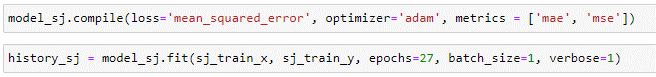 model_sj.compile(loss='mean_squared_error', optimizer='adam', metrics = ['mae', 'mse'])
history_sj = model_sj.fit(sj_train_x, sj_train_y, epochs=27, batch_size=1, verbose=1)